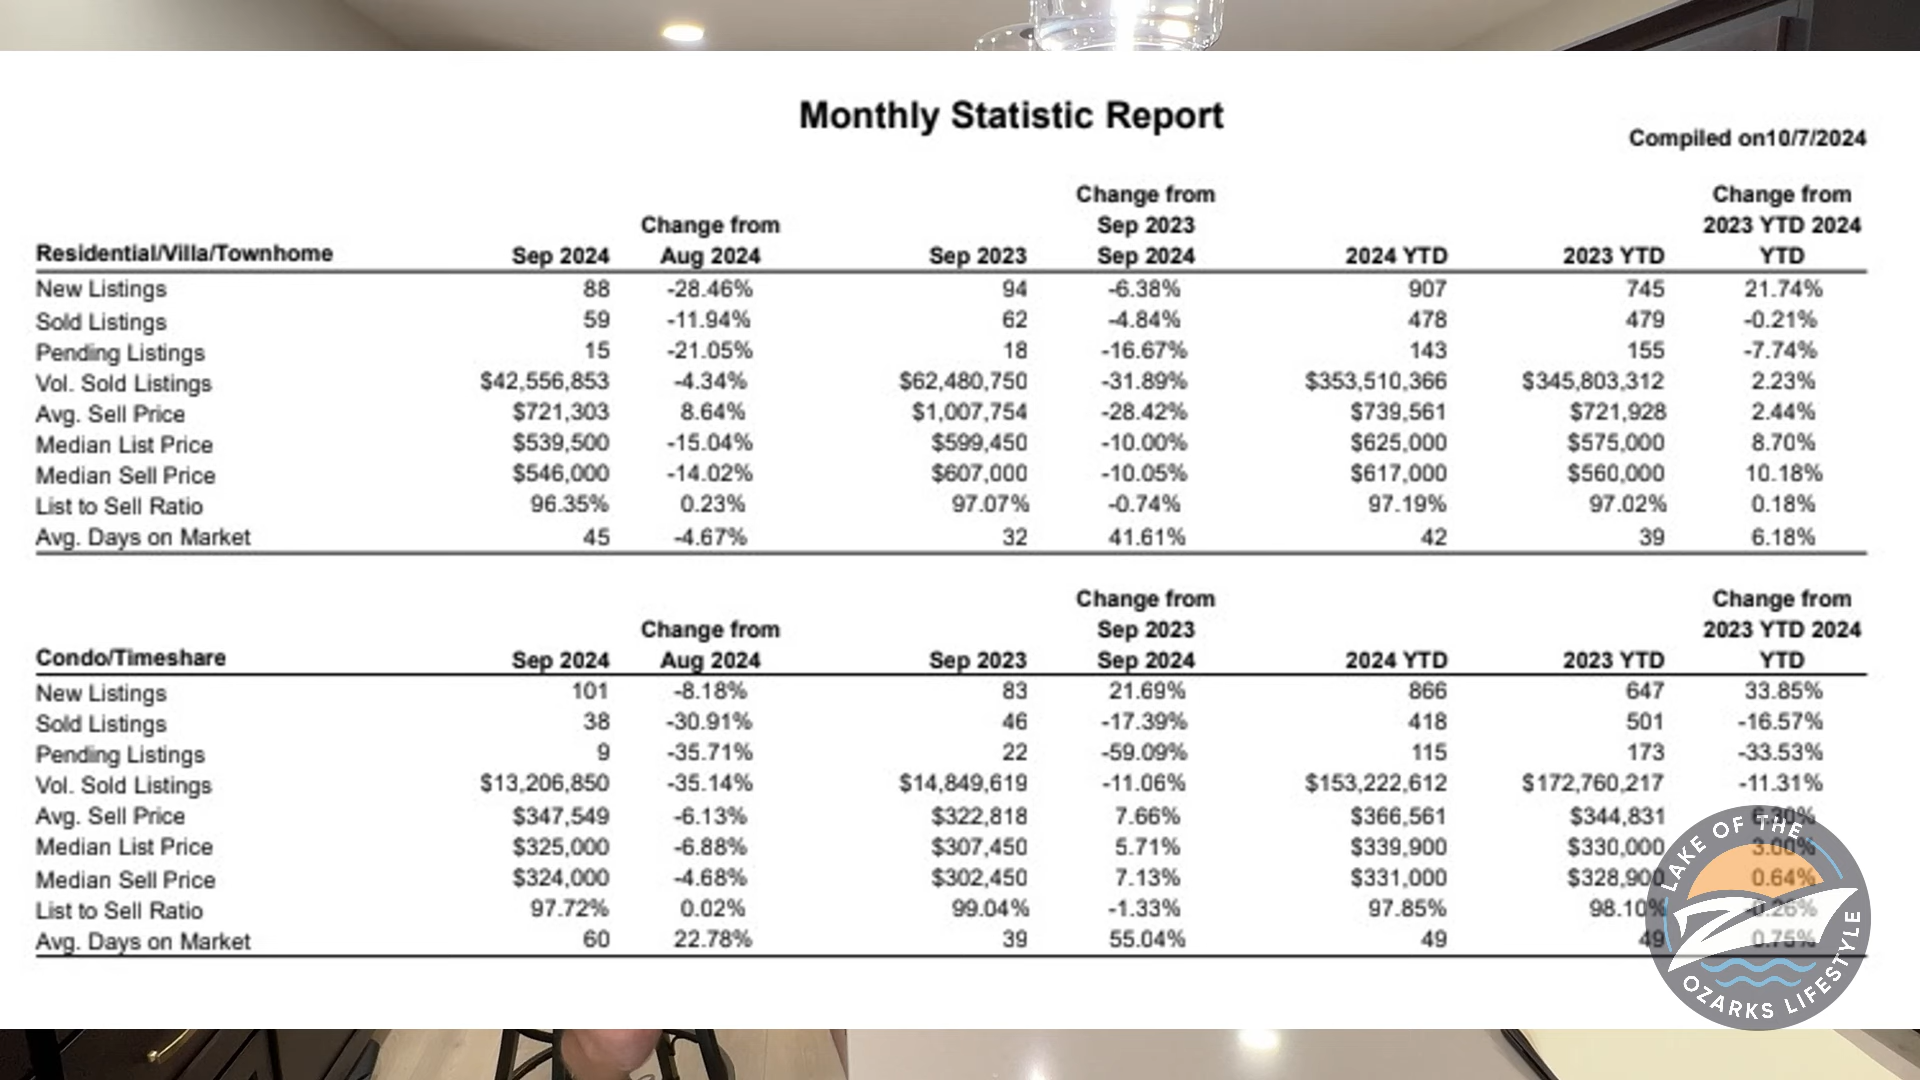 Monthly Statistic Report
Compiled on10/7/2024
Change from
Change from
Change from
Sep 2023
2023 YTD 2024
Residential/Villa/Townhome Sep 2024 Aug 2024 Sep 2023 Sep 2024 2024 YTD 2023 YTD YTD
New Listings 88 -28.46% 94 -6.38% 907 745 21.74%
Sold Listings 59 -11.94% 62 -4.84% 478 479 -0.21%
Pending Listings 15 -21.05% 18 -16.67% 143 155 -7.74%
Vol. Sold Listings $42,556,853 -4.34% $62,480,750 -31.89% $353,510,366 $345,803,312 2.23%
Avg. Sell Price $721,303 8.64% $1,007,754 -28.42% $739,561 $721,928 2.44%
Median List Price $539,500 -15.04% $599,450 -10.00% $625,000 $575,000 8.70%
Median Sell Price $546,000 -14.02% $607,000 -10.05% $617,000 $560,000 10.18%
List to Sell Ratio 96.35% 0.23% 97.07% -0.74% 97.19% 97.02% 0.18%
Avg. Days on Market 45 -4.67% 32 41.61% 42 39 6.18%
Change from
Change from
Change from
Sep 2023
2023 YTD 2024
Condo/Timeshare Sep 2024 Aug 2024 Sep 2023 Sep 2024 2024 YTD 2023 YTD YTD
New Listings 101 -8.18% 83 21.69% 866 647 33.85%
Sold Listings 38 -30.91% 46 -17.39% 418 501 -16.57%
Pending Listings 9 -35.71% 22 -59.09% 115 173 -33.53%
Vol. Sold Listings $13,206,850 -35.14% $14,849,619 -11.06% $153,222,612 $172,760,217 -11.31%
Avg. Sell Price $347,549 -6.13% $322,818 7.66% $366,561 $344,831 6.30%
Median List Price $325,000 -6.88% $307,450 5.71% $339,900 $330,000 3.00%
Median Sell Price $324,000 -4.68% $302,450 7.13% $331,000 $328,900 0.64%
List to Sell Ratio 97.72% 0.02% 99.04% -1.33% 97.85% 98.10% -0.26%
Avg. Days on Market 60 22.78% 39 55.04% 49 49 0.75%
LAKE OF THE
OZARKS LIFESTYLE